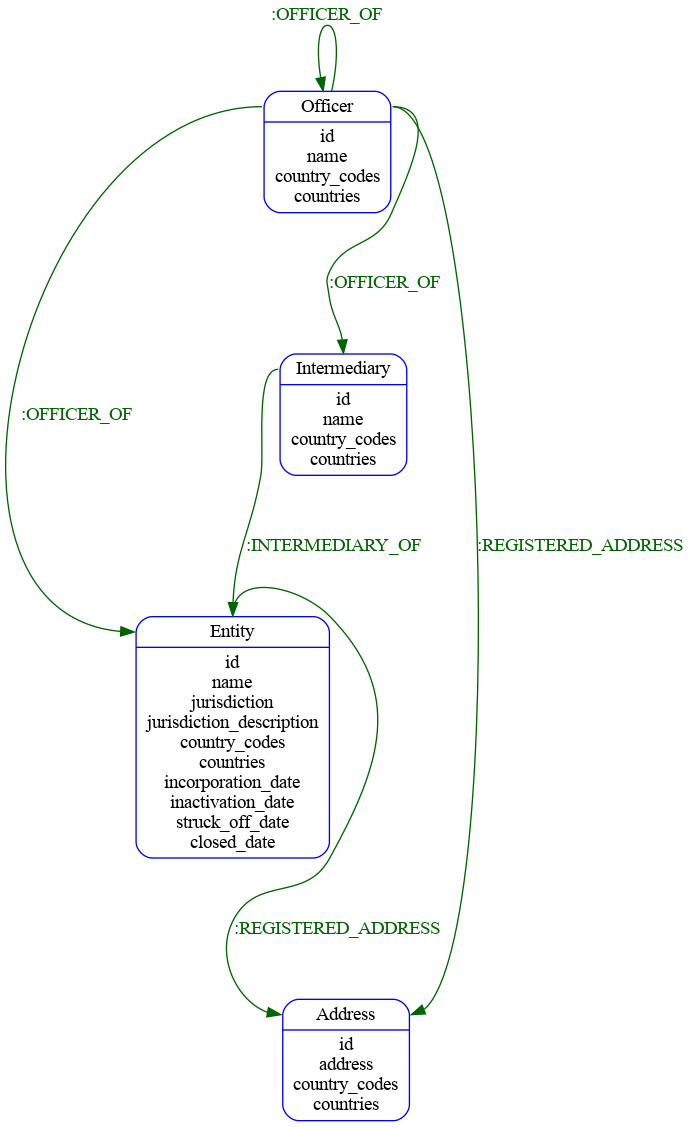 :OFFICER_OF
Officer
id
name
country_codes
countries
:OFFICER_OF
Intermediary
id
name
country_codes
countries
:OFFICER_OF
:INTERMEDIARY_OF
:REGISTERED_ADDRESS
Entity
id
name
jurisdiction
jurisdiction_description
country_codes
countries
incorporation_date
inactivation_date
struck_off_date
closed_date
:REGISTERED_ADDRESS
Address
id
address
country_codes
countries